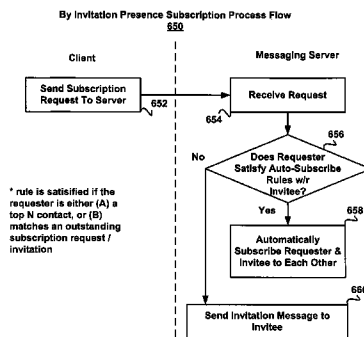 By Invitation Presence Subscription Process Flow
650
Client
Messaging Server
Send Subscription
Request To Server
652
Receive Request
654
656
Does Requester
Satisfy Auto-Subscribe
Rules w/r
Invitee?
No
Yes
* rule is satisified if the
requester is either (A) a
top N contact, or (B)
matches an outstanding
subscription request /
invitation
658
Automatically
Subscribe Requester &
Invitee to Each Other
660
Send Invitation Message to
Invitee